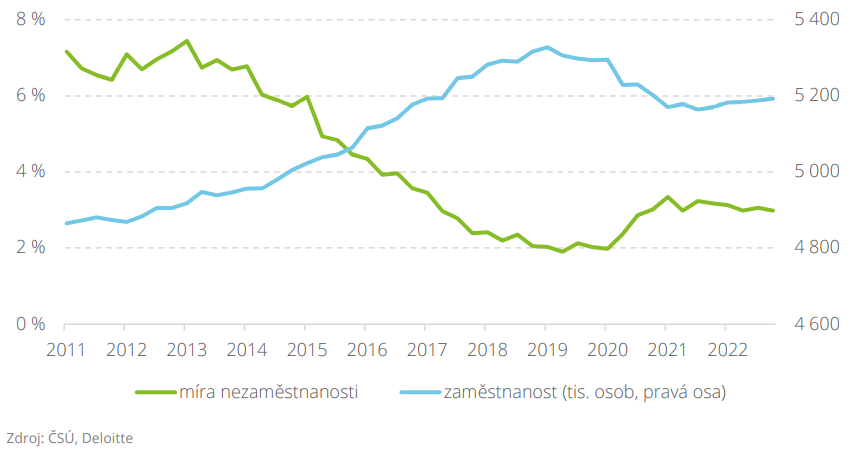 8 % 5 400
6 % 5 200
4 % 5 000
2 % 4 800
0 % 4 600
2011 2012 2013 2014 2015 2016 2017 2018 2019 2020 2021 2022
míra nezaměstnanosti zaměstnanost (tis. osob, pravá osa)
Zdroj: ČSÚ, Deloitte